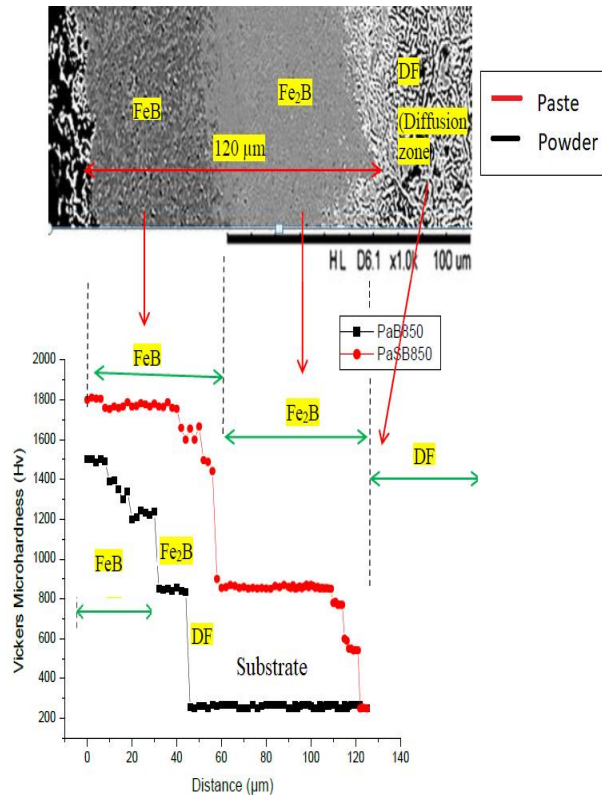 FeB
Fe₂B
DF
(Diffusion
zone)
120 µm
Paste
Powder
HL D6.1 x1.0k 100 um
PaB850
PaSB850
FeB
Fe₂B
DF
FeB
Fe₂B
DF
Substrate
Vickers Microhardness (Hv)
2000
1800
1600
1400
1200
1000
800
600
400
200
0 20 40 60 80 100 120 140
Distance (µm)